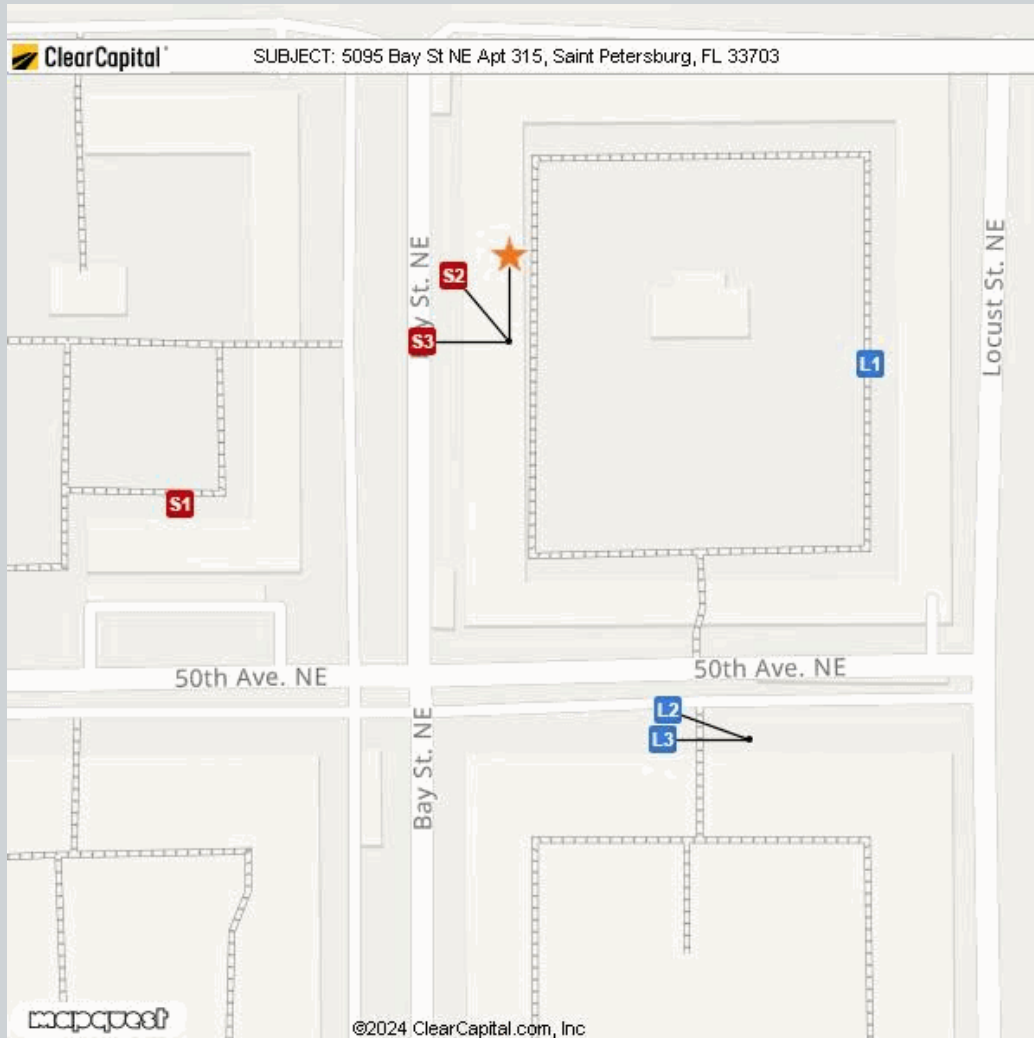 ClearCapital
SUBJECT: 5095 Bay St NE Apt 315, Saint Petersburg, FL 33703
Bay St. NE
Locust St. NE
S2
S3
L1
S1
50th Ave. NE
50th Ave. NE
L2
L3
Bay St. NE
mapquest
©2024 ClearCapital.com, Inc